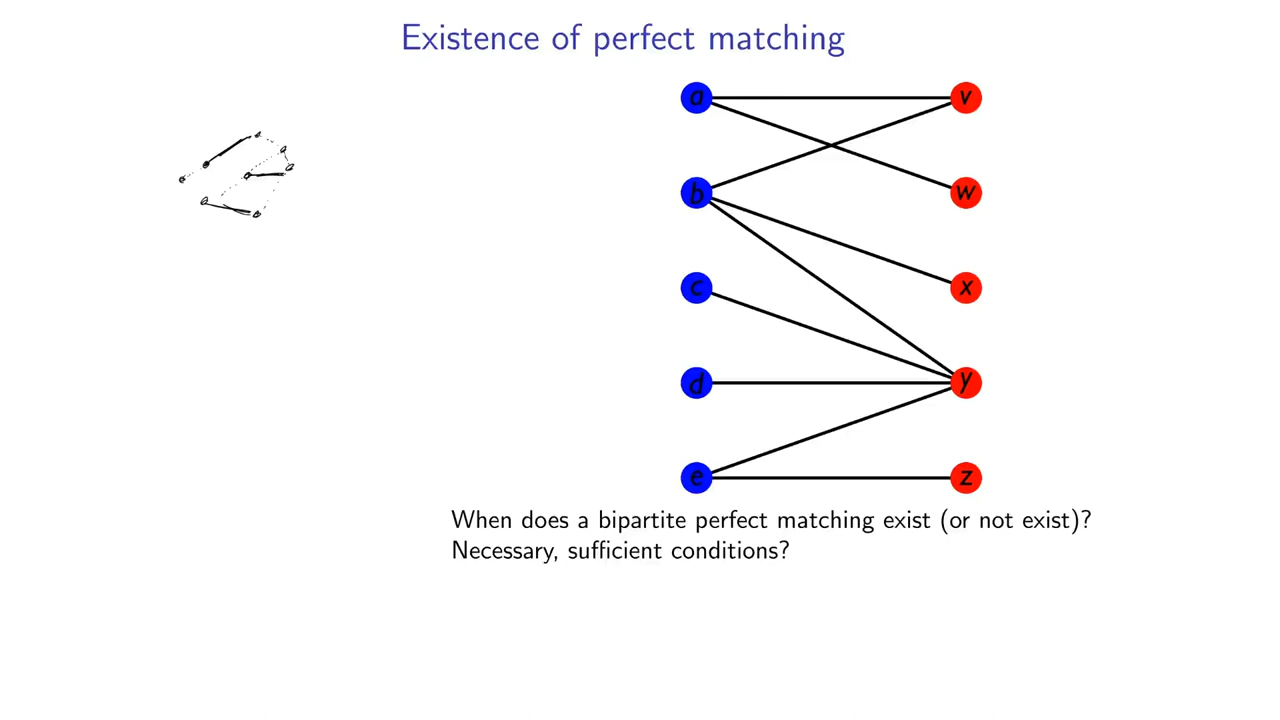 Existence of perfect matching
a v
b w
c x
d y
e z
When does a bipartite perfect matching exist (or not exist)?
Necessary, sufficient conditions?